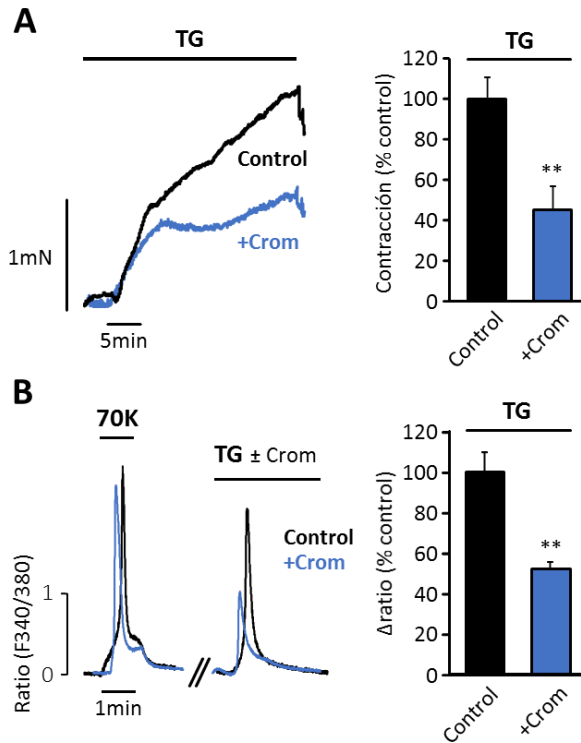 A
TG
Control
+Crom
1mN
5min
TG
Contracción (% control)
120
100
80
60
40
20
0
**
Control
+Crom
B
70K
TG ± Crom
Control
+Crom
Ratio (F340/380)
1
0
1min
TG
Δratio (% control)
120
100
80
60
40
20
0
**
Control
+Crom